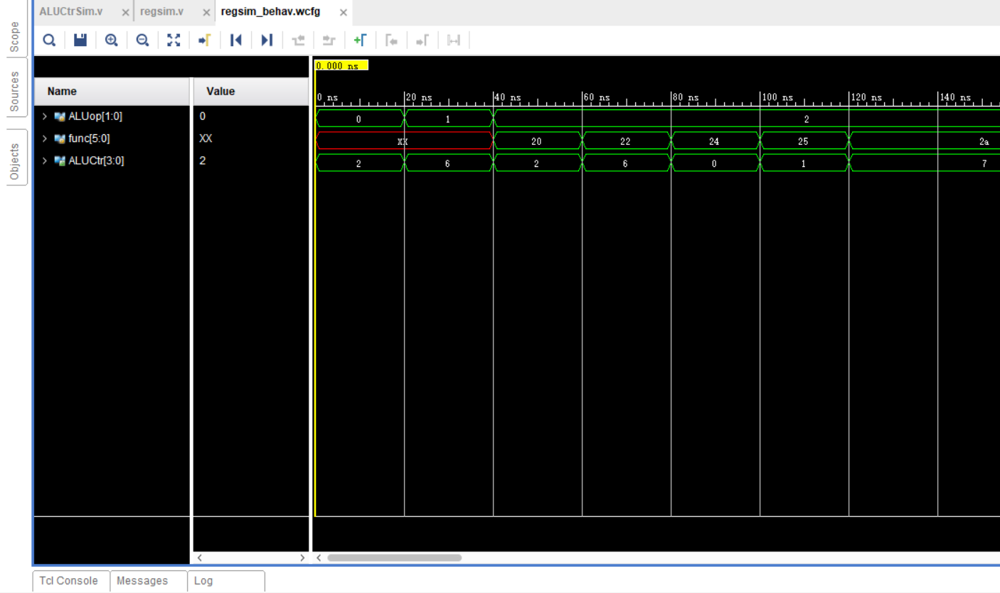 ALUCtrSim.v × regsim.v × regsim_behav.wcfg ×
Scope
Sources
Objects
0.000 ns
Name Value
0 ns 20 ns 40 ns 60 ns 80 ns 100 ns 120 ns 140 ns
ALUop[1:0] 0 0 1 2
func[5:0] XX XX 20 22 24 25 2a
ALUCtr[3:0] 2 2 6 2 6 0 1 7
Tcl Console Messages Log